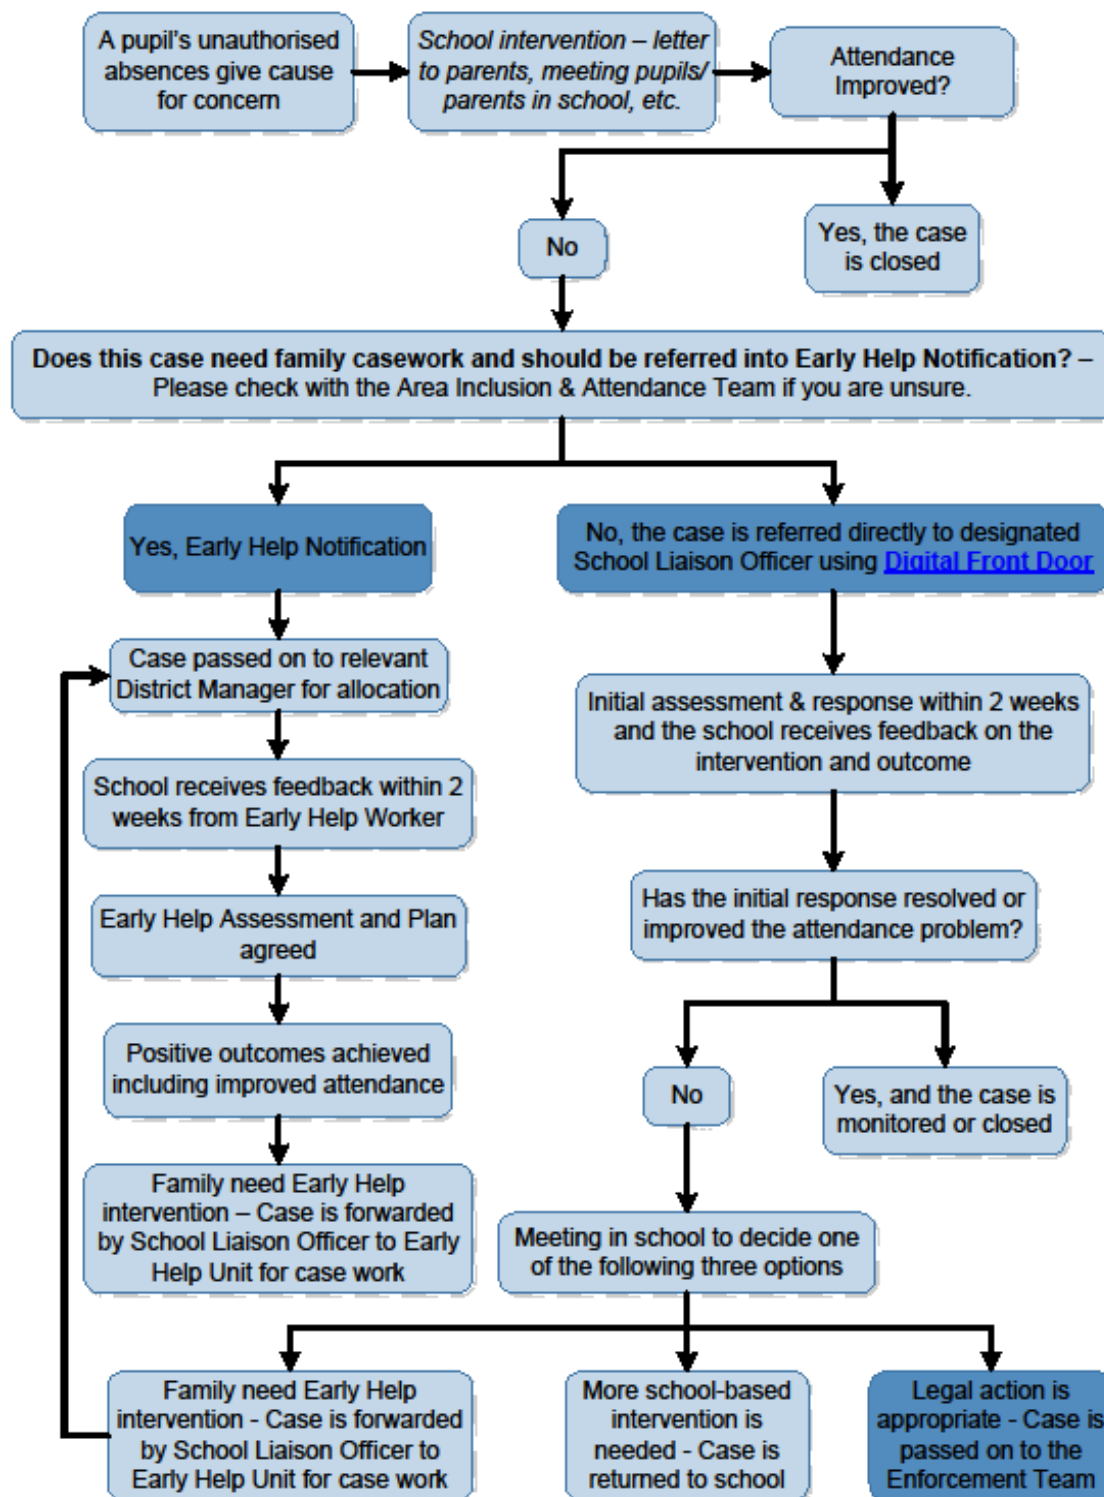 A pupil's unauthorised
absences give cause
for concern
School intervention – letter
to parents, meeting pupils/
parents in school, etc.
Attendance
Improved?
No
Yes, the case
is closed
Does this case need family casework and should be referred into Early Help Notification? –
Please check with the Area Inclusion & Attendance Team if you are unsure.
Yes, Early Help Notification
No, the case is referred directly to designated
School Liaison Officer using Digital Front Door
Case passed on to relevant
District Manager for allocation
Initial assessment & response within 2 weeks
and the school receives feedback on the
intervention and outcome
School receives feedback within 2
weeks from Early Help Worker
Has the initial response resolved or
improved the attendance problem?
Early Help Assessment and Plan
agreed
Positive outcomes achieved
including improved attendance
No
Yes, and the case is
monitored or closed
Family need Early Help
intervention – Case is forwarded
by School Liaison Officer to Early
Help Unit for case work
Meeting in school to decide one
of the following three options
Family need Early Help
intervention - Case is forwarded
by School Liaison Officer to
Early Help Unit for case work
More school-based
intervention is
needed - Case is
returned to school
Legal action is
appropriate - Case is
passed on to the
Enforcement Team